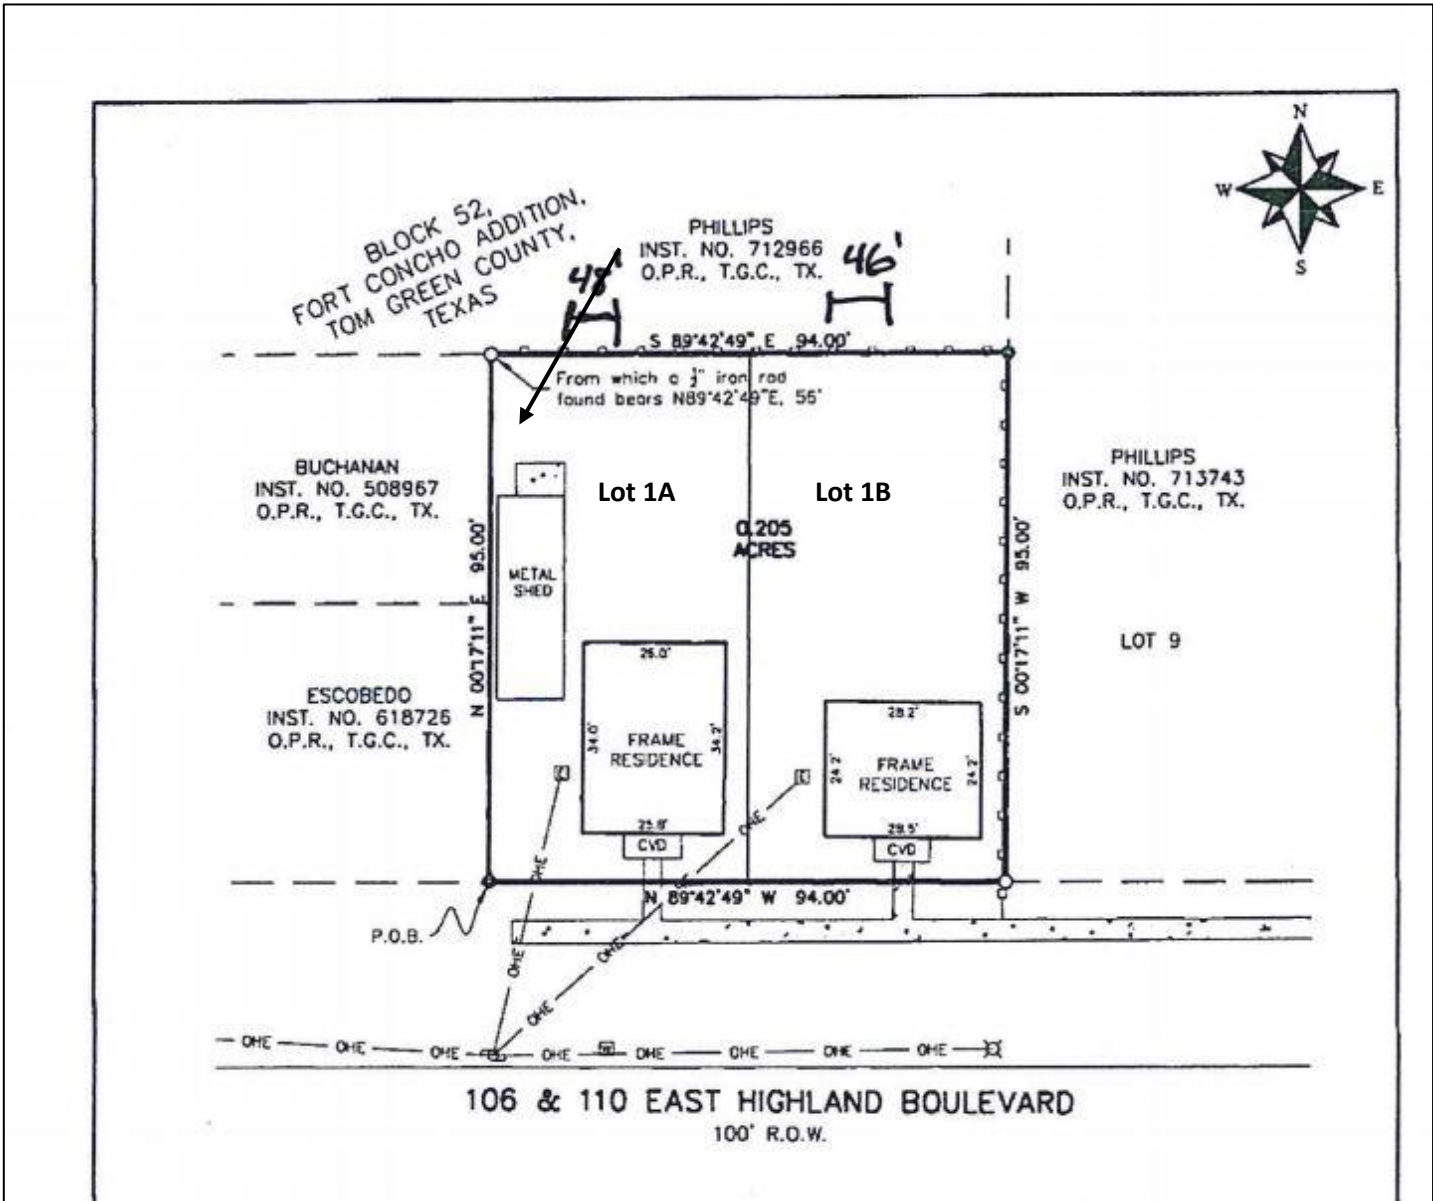 N
W E
S
BLOCK 52,
FORT CONCHO ADDITION,
TOM GREEN COUNTY,
TEXAS
PHILLIPS
INST. NO. 712966
O.P.R., T.G.C., TX.
48'
46'
S 89°42'49" E 94.00'
From which a ½" iron rod
found bears N89°42'49"E, 56'
BUCHANAN
INST. NO. 508967
O.P.R., T.G.C., TX.
Lot 1A
Lot 1B
PHILLIPS
INST. NO. 713743
O.P.R., T.G.C., TX.
0.205
ACRES
N 00°17'11" E 95.00'
S 00°17'11" W 95.00'
METAL
SHED
LOT 9
ESCOBEDO
INST. NO. 618726
O.P.R., T.G.C., TX.
26.0'
34.0'
34.2'
FRAME
RESIDENCE
25.8'
CVD
28.2'
24.2'
24.2'
FRAME
RESIDENCE
28.5'
CVD
OHE
OHE
N 89°42'49" W 94.00'
P.O.B.
OHE
OHE
OHE
OHE OHE OHE OHE OHE OHE OHE OHE
106 & 110 EAST HIGHLAND BOULEVARD
100' R.O.W.